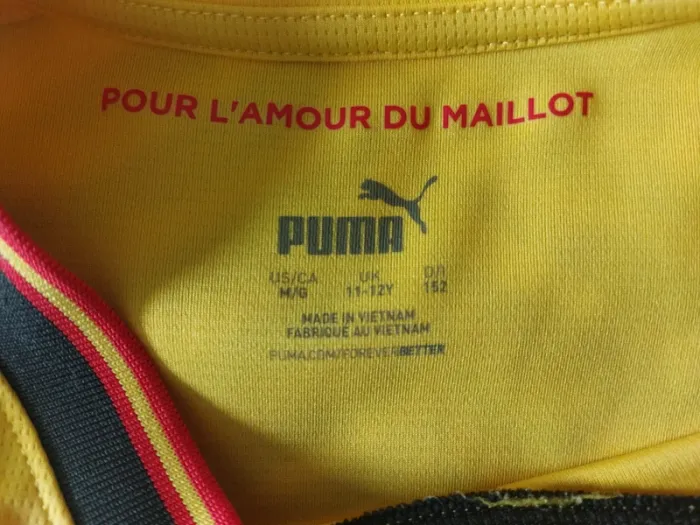 POUR L'AMOUR DU MAILLOT
PUMA
US/CA UK D/I
M/G 11-12Y 152
MADE IN VIETNAM
FABRIQUE AU VIETNAM
PUMA.COM/FOREVERBETTER